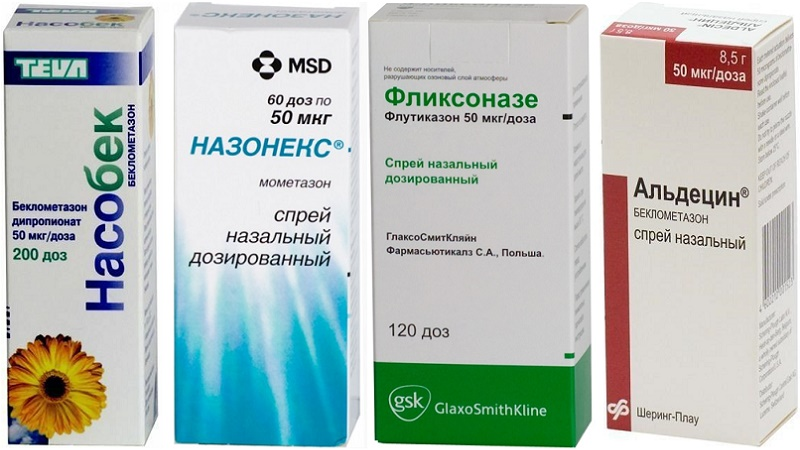 TEVA
Насобек
БЕКЛОМЕТАЗОН
Беклометазон
дипропионат
50 мкг/доза
200 доз
НАЗОНЕКС
MSD
60 доз по
50 мкг
НАЗОНЕКС®
мометазон
спрей
назальный
дозированный
Не содержит носителей,
разрушающих озоновый слой атмосферы
Фликсоназе
Флутиказон 50 мкг/доза
Спрей назальный
дозированный
ГлаксоСмитКляйн
Фармасьютикалз С.А., Польша.
120 доз
gsk
GlaxoSmithKline
8,5 г
50 мкг/доза
Альдецин®
БЕКЛОМЕТАЗОН
спрей назальный
Шеринг-Плау